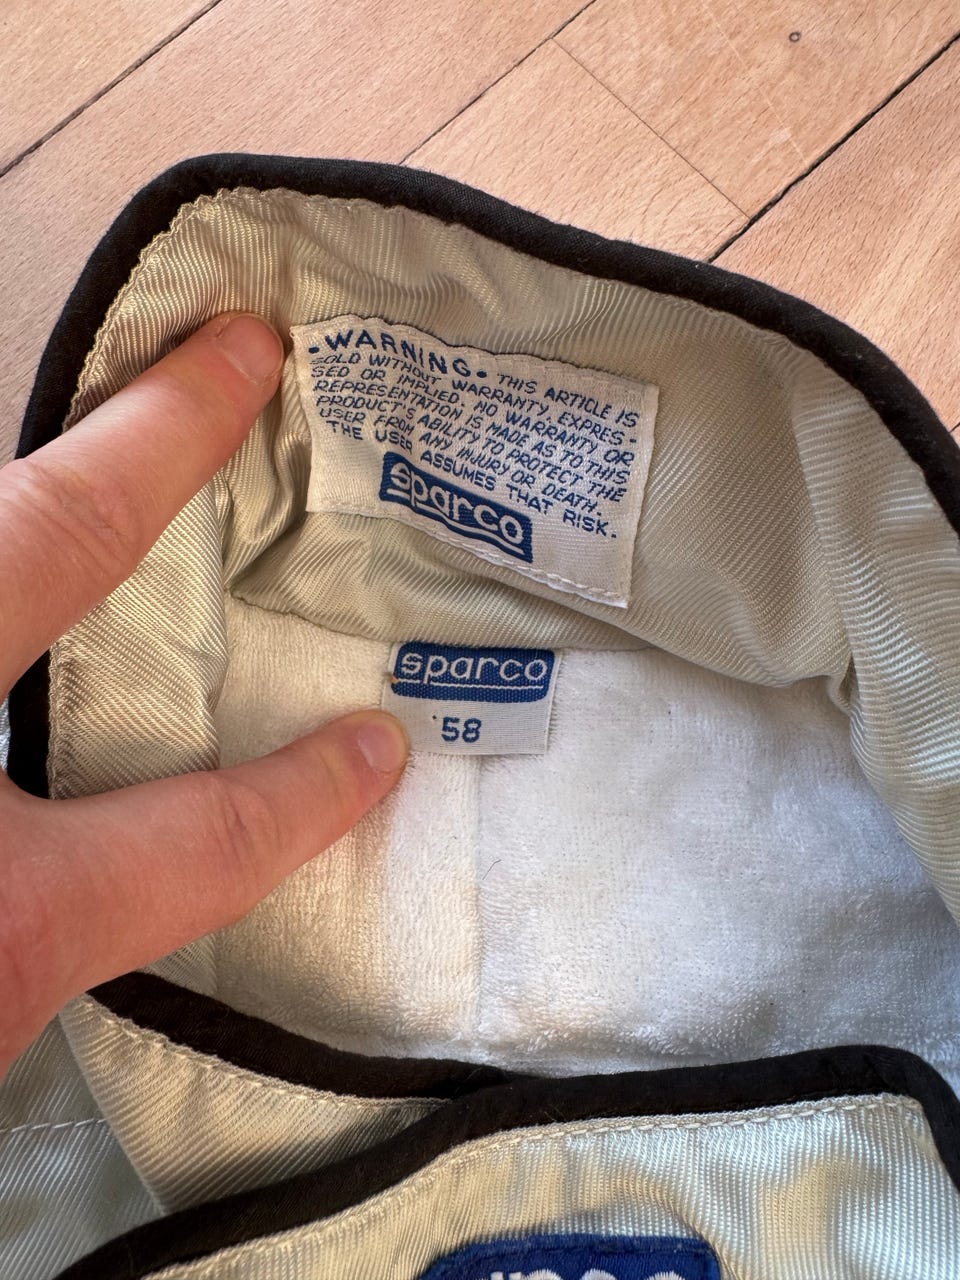 •WARNING• THIS ARTICLE IS
SOLD WITHOUT WARRANTY, EXPRES-
SED OR IMPLIED. NO WARRANTY OR
REPRESENTATION IS MADE AS TO THIS
PRODUCT'S ABILITY TO PROTECT THE
USER FROM ANY INJURY OR DEATH.
THE USER ASSUMES THAT RISK.
sparco
sparco
58